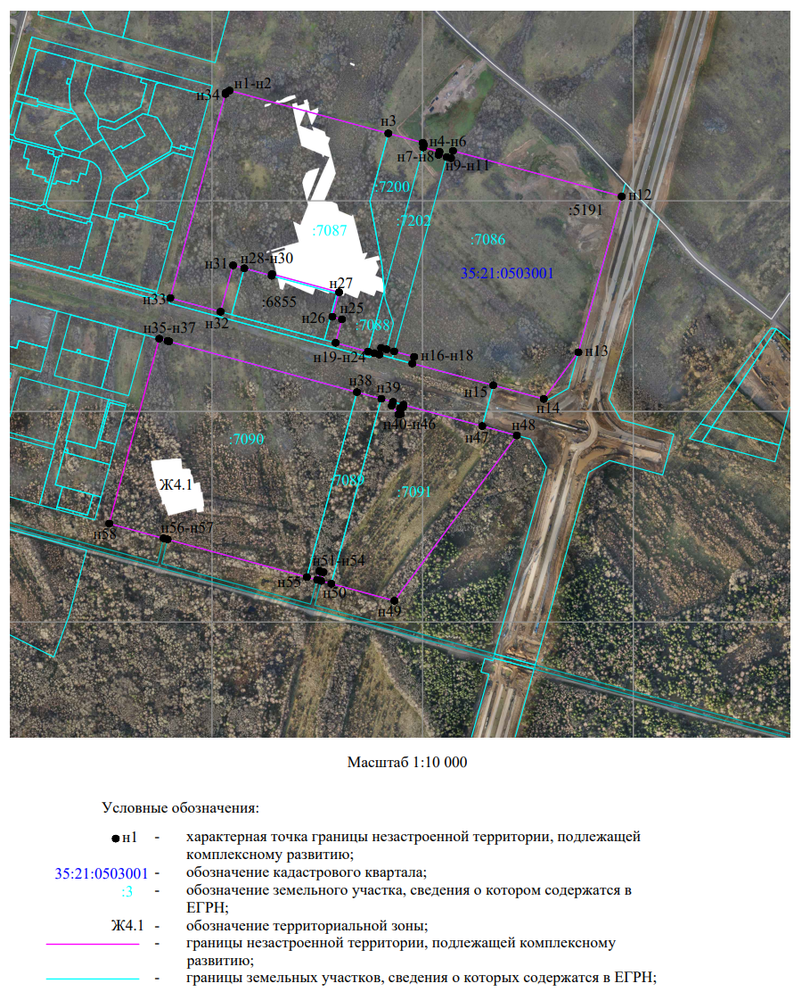 н34 н1-н2
н3
н4-н6
н7-н8
н9-н11
:7200
н12
:5191
:7202
:7087
:7086
н31 н28-н30
35:21:0503001
н27
н33
:6855
н32
н26 н25
:7088
н35-н37
н19-н24
н16-н18
н13
н38
н39
н15
н14
н40-н46
н47
н48
:7090
:7089
:7091
Ж4.1
н58
н56-н57
н51-н54
н55
н50
н49
Масштаб 1:10 000
Условные обозначения:
н1 - характерная точка границы незастроенной территории, подлежащей
комплексному развитию;
35:21:0503001 - обозначение кадастрового квартала;
:3 - обозначение земельного участка, сведения о котором содержатся в
ЕГРН;
Ж4.1 - обозначение территориальной зоны;
- границы незастроенной территории, подлежащей комплексному
развитию;
- границы земельных участков, сведения о которых содержатся в ЕГРН;